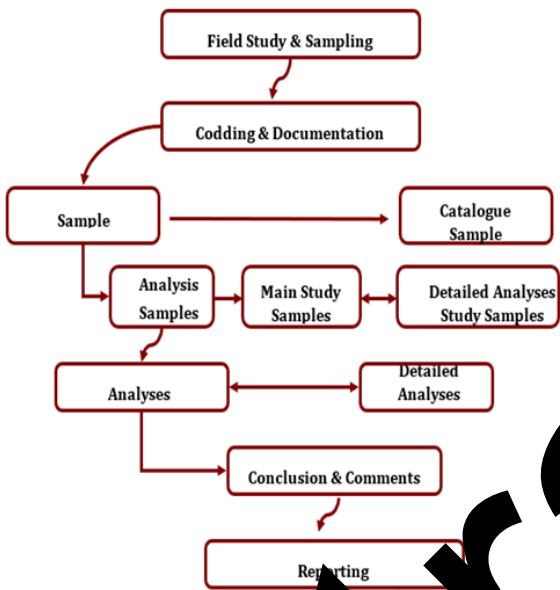 Field Study & Sampling
Codding & Documentation
Sample
Catalogue
Sample
Analysis
Samples
Main Study
Samples
Detailed Analyses
Study Samples
Analyses
Detailed
Analyses
Conclusion & Comments
Reporting